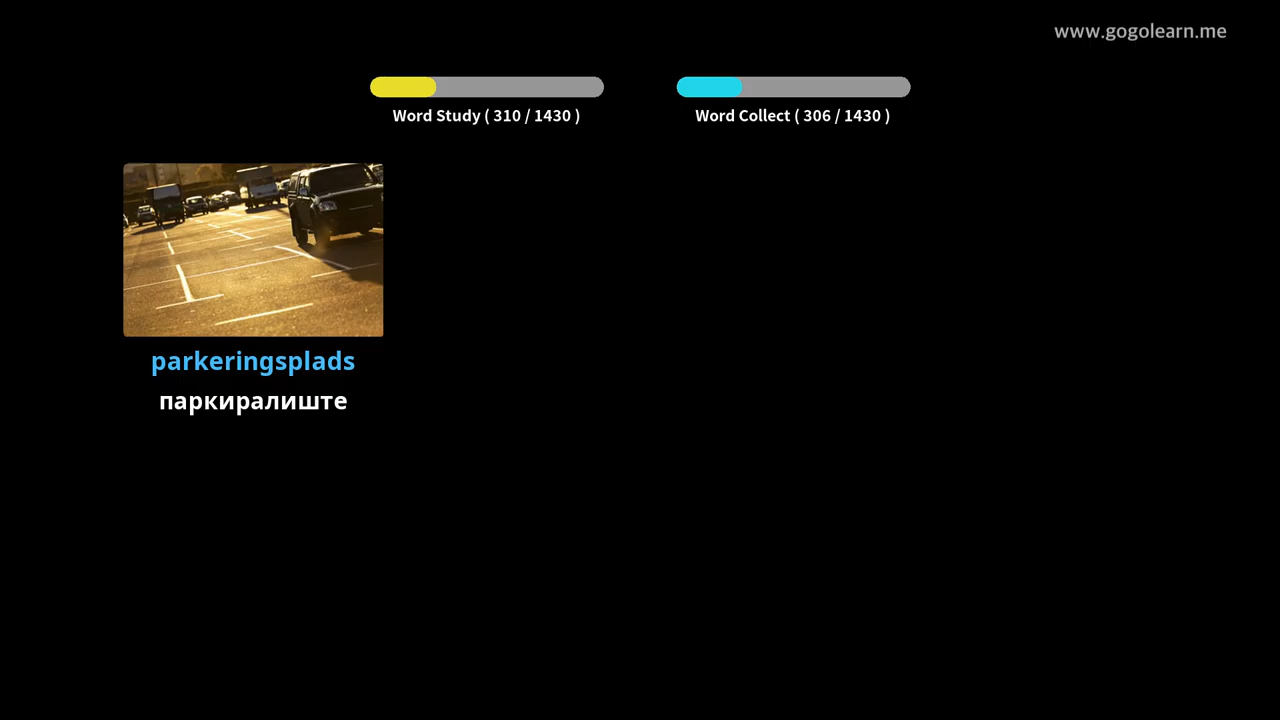 www.gogolearn.me
Word Study ( 310 / 1430 )
Word Collect ( 306 / 1430 )
parkeringsplads
паркиралиште